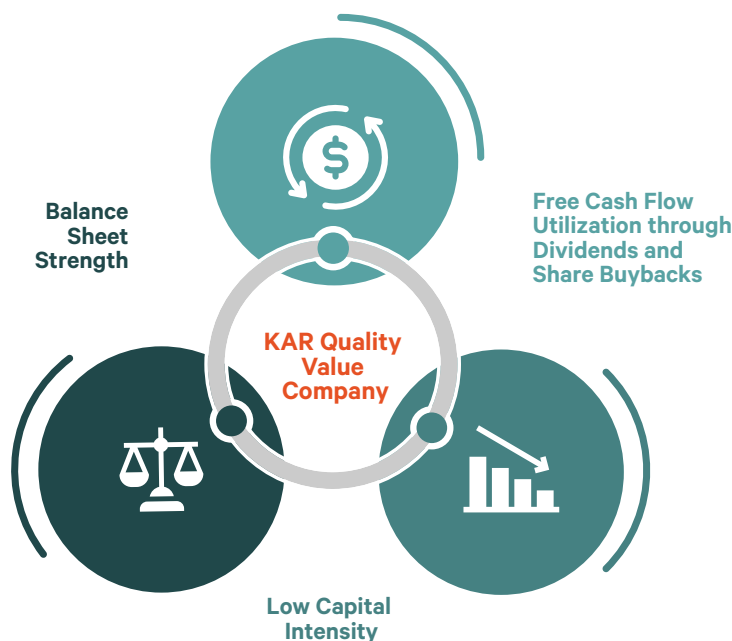 Balance
Sheet
Strength
$
Free Cash Flow
Utilization through
Dividends and
Share Buybacks
KAR Quality
Value
Company
Low Capital
Intensity